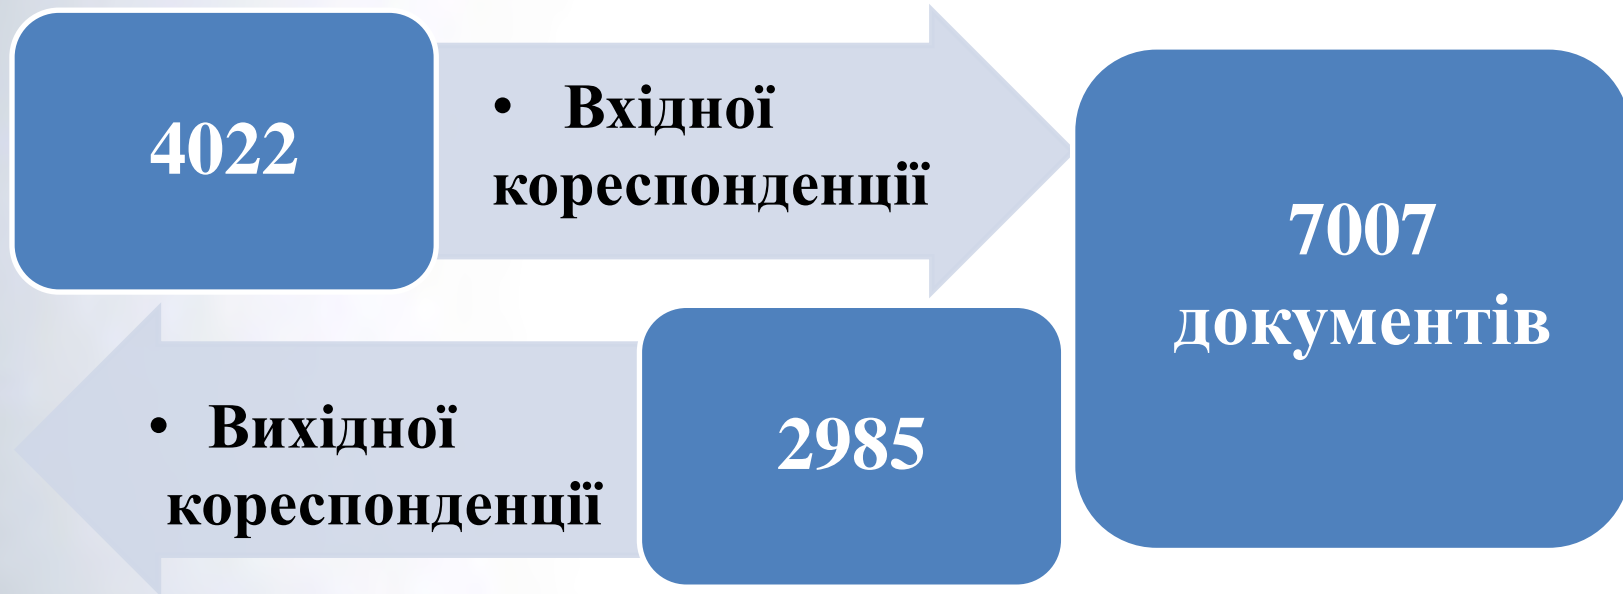 4022
• Вхідної
кореспонденції
7007
документів
• Вихідної
кореспонденції
2985